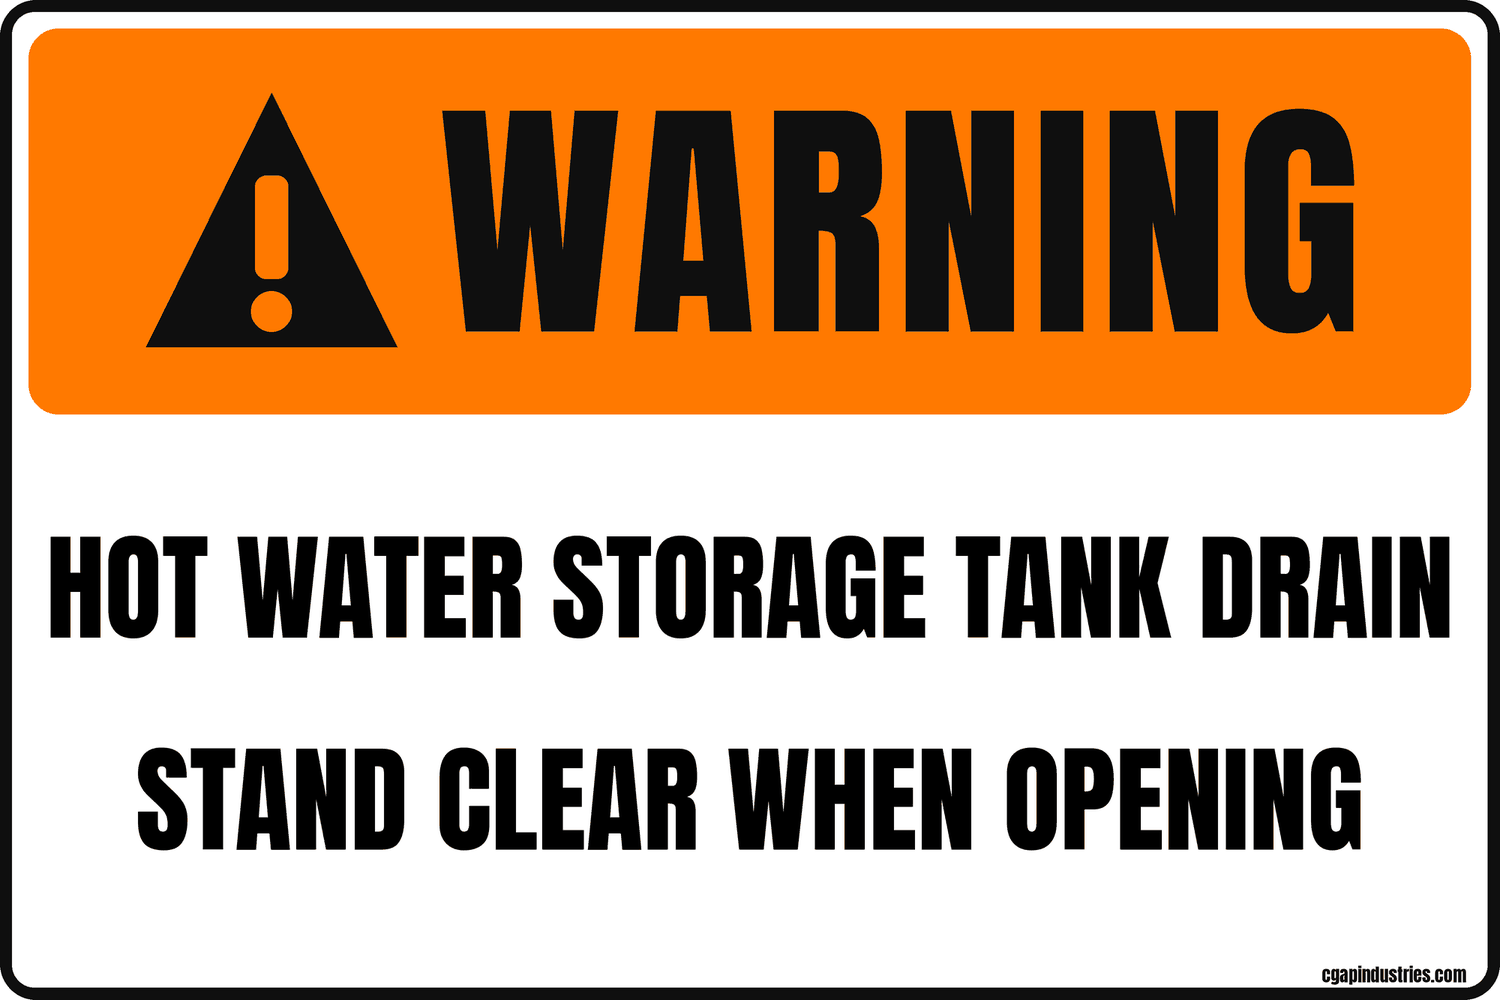 WARNING
HOT WATER STORAGE TANK DRAIN
STAND CLEAR WHEN OPENING
cgapindustries.com